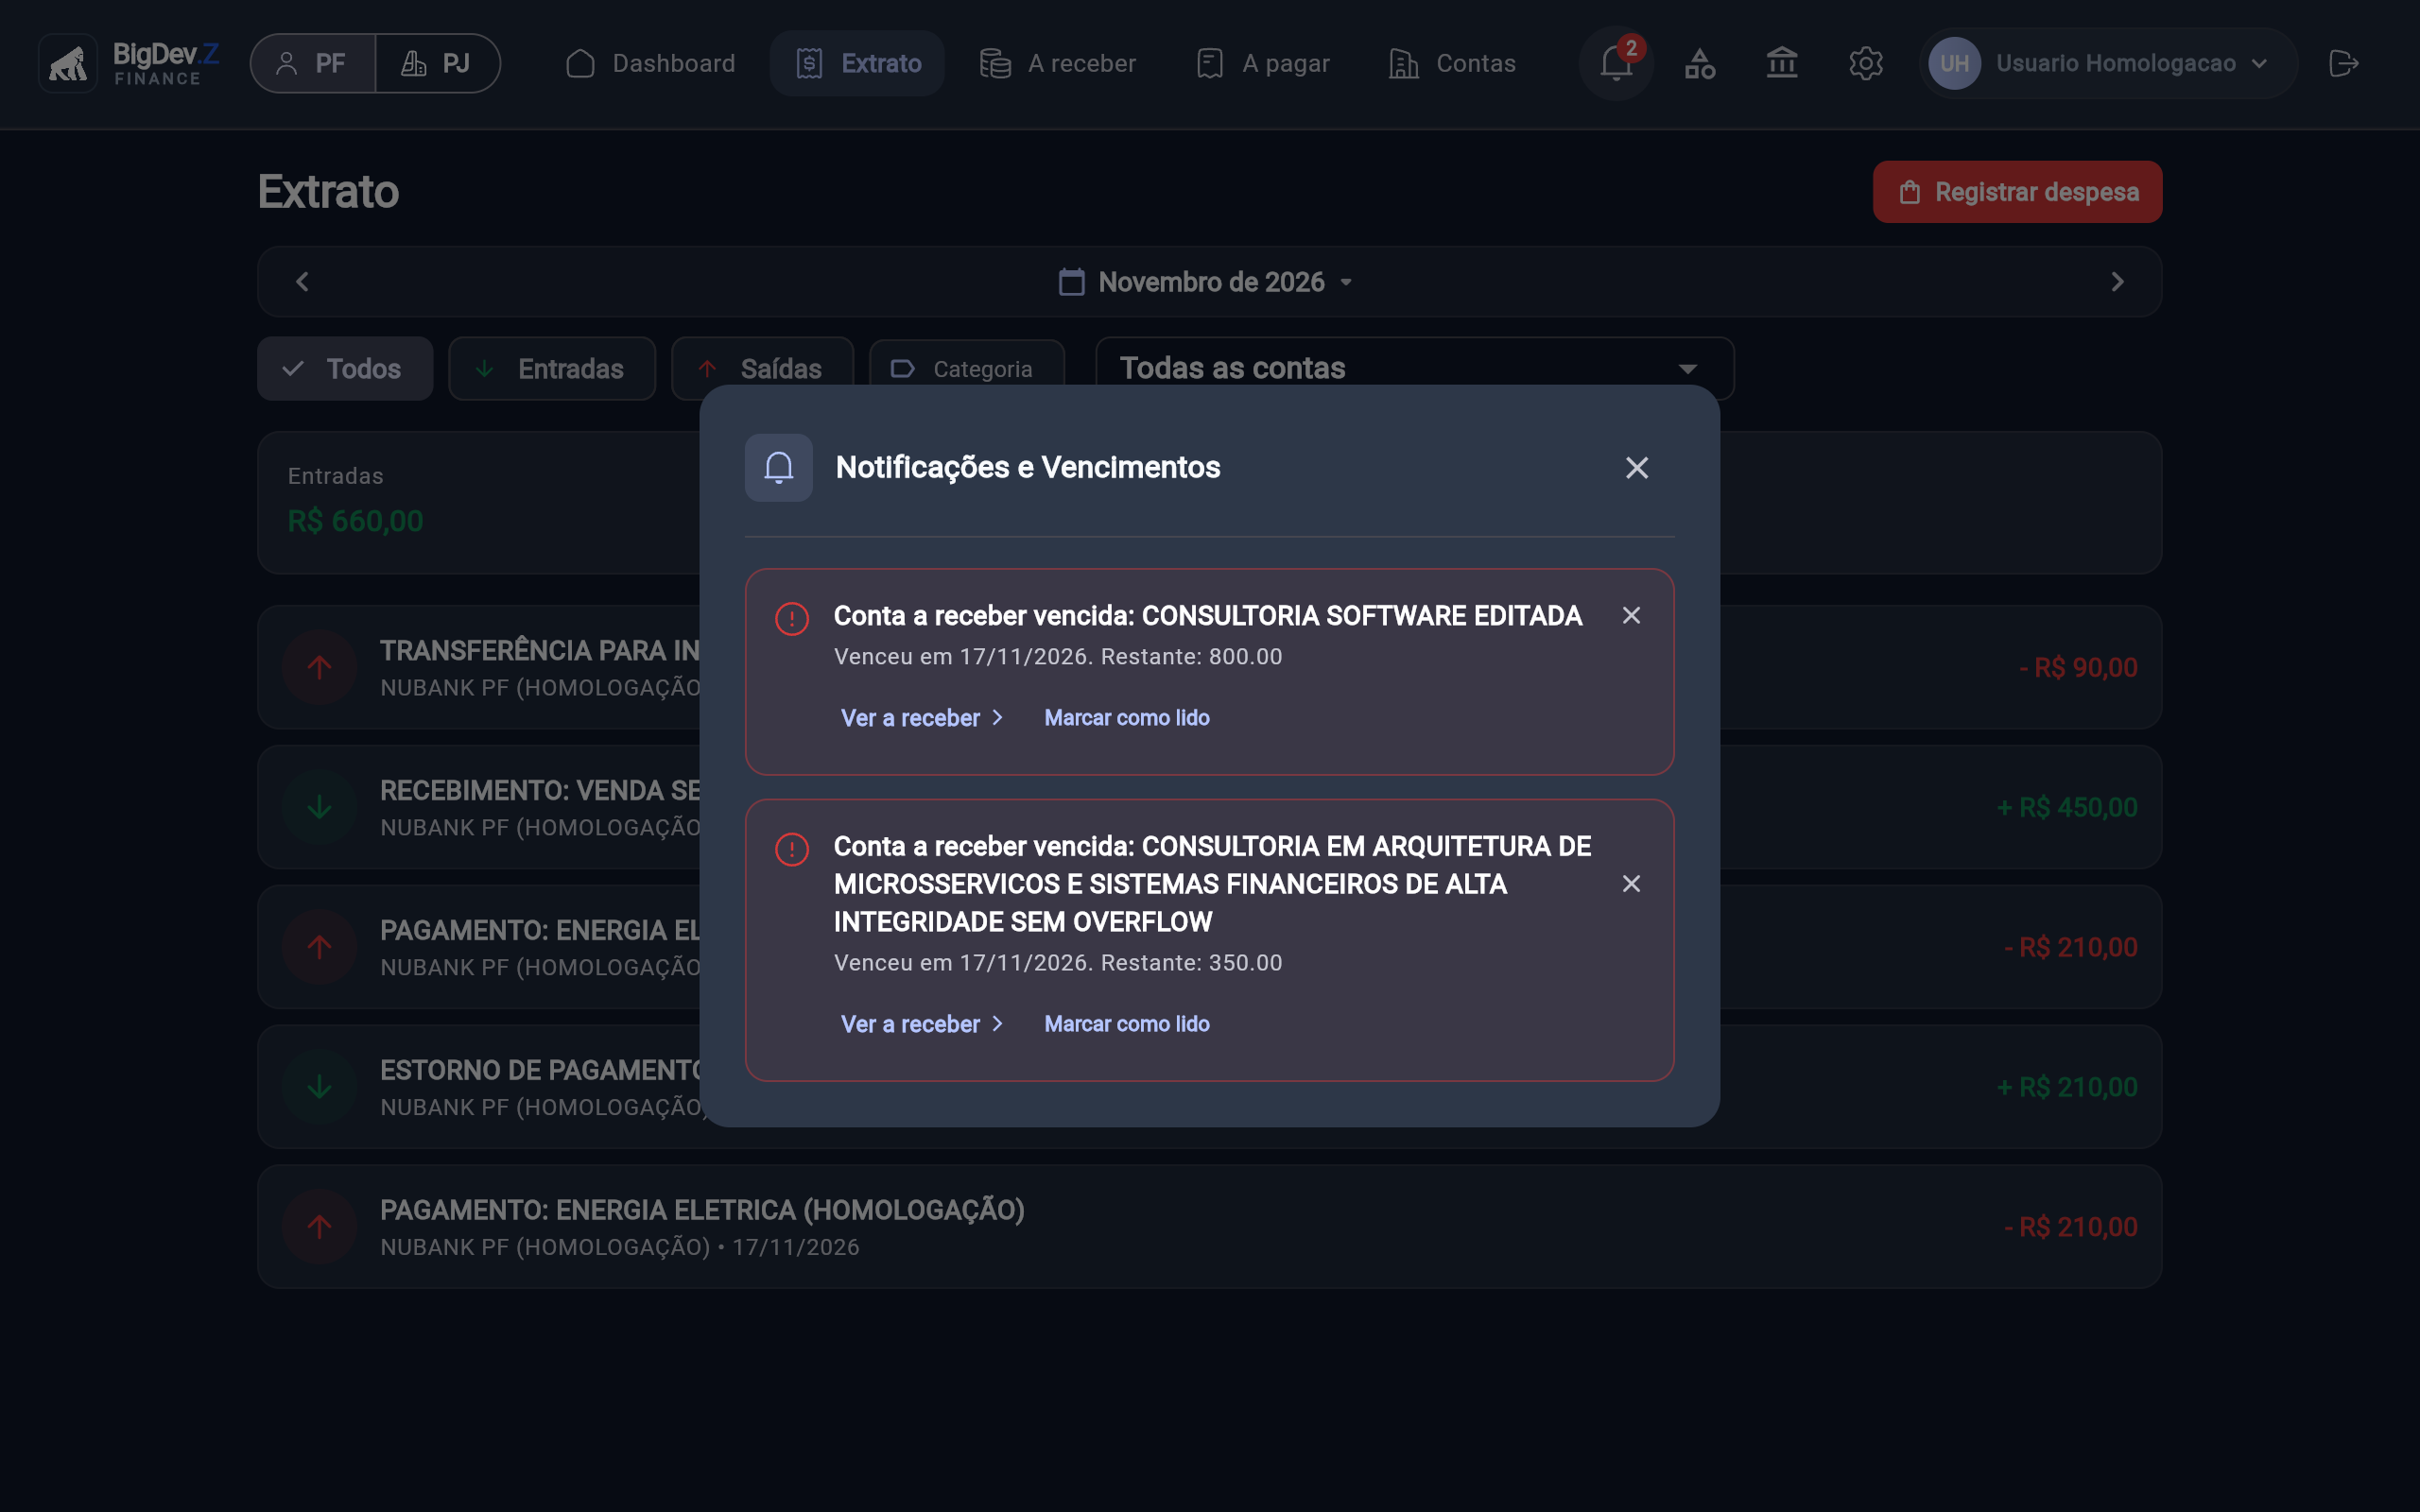 BigDev.Z
FINANCE
PF
PJ
Dashboard
Extrato
A receber
A pagar
Contas
2
UH
Usuario Homologacao
Extrato
Registrar despesa
Novembro de 2026
Todos
Entradas
Saídas
Categoria
Todas as contas
Entradas
R$ 660,00
Notificações e Vencimentos
Conta a receber vencida: CONSULTORIA SOFTWARE EDITADA
Venceu em 17/11/2026. Restante: 800.00
Ver a receber
Marcar como lido
Conta a receber vencida: CONSULTORIA EM ARQUITETURA DE
MICROSSERVICOS E SISTEMAS FINANCEIROS DE ALTA
INTEGRIDADE SEM OVERFLOW
Venceu em 17/11/2026. Restante: 350.00
Ver a receber
Marcar como lido
TRANSFERÊNCIA PARA IN
NUBANK PF (HOMOLOGAÇÃO
- R$ 90,00
RECEBIMENTO: VENDA SE
NUBANK PF (HOMOLOGAÇÃO
+ R$ 450,00
PAGAMENTO: ENERGIA EL
NUBANK PF (HOMOLOGAÇÃO
- R$ 210,00
ESTORNO DE PAGAMENTO
NUBANK PF (HOMOLOGAÇÃO)
+ R$ 210,00
PAGAMENTO: ENERGIA ELETRICA (HOMOLOGAÇÃO)
NUBANK PF (HOMOLOGAÇÃO) • 17/11/2026
- R$ 210,00